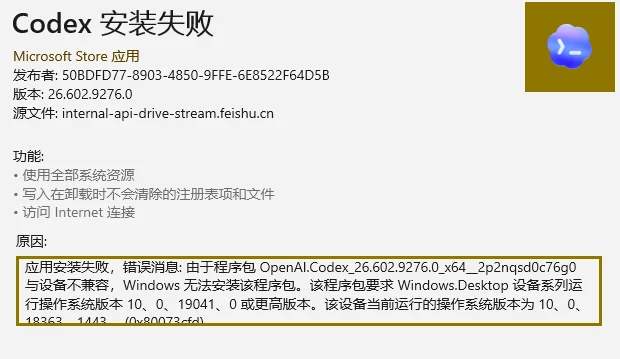 Codex 安装失败
Microsoft Store 应用
发布者: 50BDFD77-8903-4850-9FFE-6E8522F64D5B
版本: 26.602.9276.0
源文件: internal-api-drive-stream.feishu.cn
功能:
• 使用全部系统资源
• 写入在卸载时不会清除的注册表项和文件
• 访问 Internet 连接
原因:
应用安装失败，错误消息: 由于程序包 OpenAI.Codex_26.602.9276.0_x64__2p2nqsd0c76g0
与设备不兼容，Windows 无法安装该程序包。该程序包要求 Windows.Desktop 设备系列运
行操作系统版本 10、0、19041、0 或更高版本。该设备当前运行的操作系统版本为 10、0、
18363、1443、 (0x80073cfd)